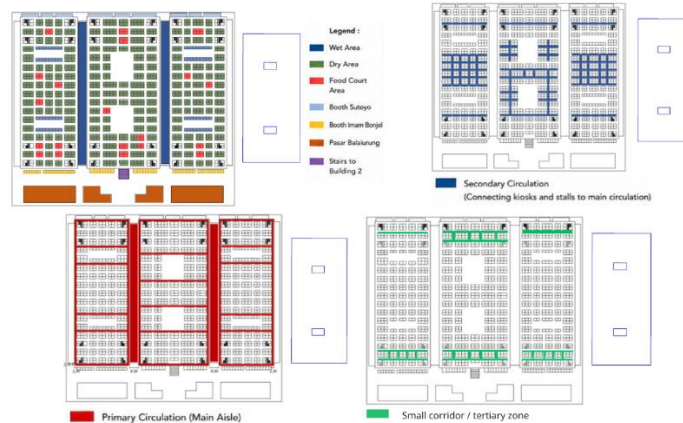 Legend :
Wet Area
Dry Area
Food Court
Area
Booth Sutoyo
Booth Imam Bonjol
Pasar Balairung
Stairs to
Building 2
Secondary Circulation
(Connecting kiosks and stalls to main circulation)
Primary Circulation (Main Aisle)
Small corridor / tertiary zone